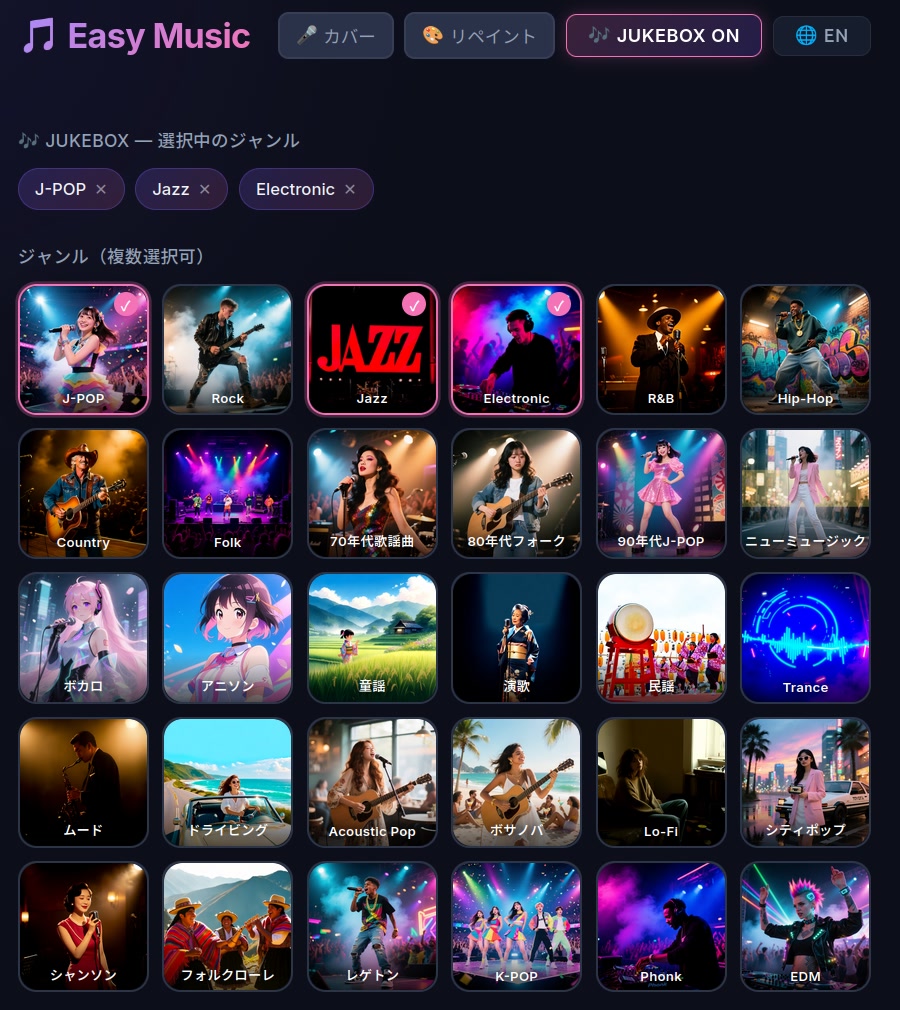 Easy Music
🎤 カバー
🎨 リペイント
🎶 JUKEBOX ON
🌐 EN
🎶 JUKEBOX — 選択中のジャンル
J-POP ✕
Jazz ✕
Electronic ✕
ジャンル（複数選択可）
J-POP
Rock
JAZZ
Jazz
Electronic
R&B
Hip-Hop
Country
Folk
70年代歌謡曲
80年代フォーク
90年代J-POP
ニューミュージック
ボカロ
アニソン
童謡
演歌
民謡
Trance
ムード
ドライビング
Acoustic Pop
ボサノバ
Lo-Fi
シティポップ
シャンソン
フォルクローレ
レゲトン
K-POP
Phonk
EDM